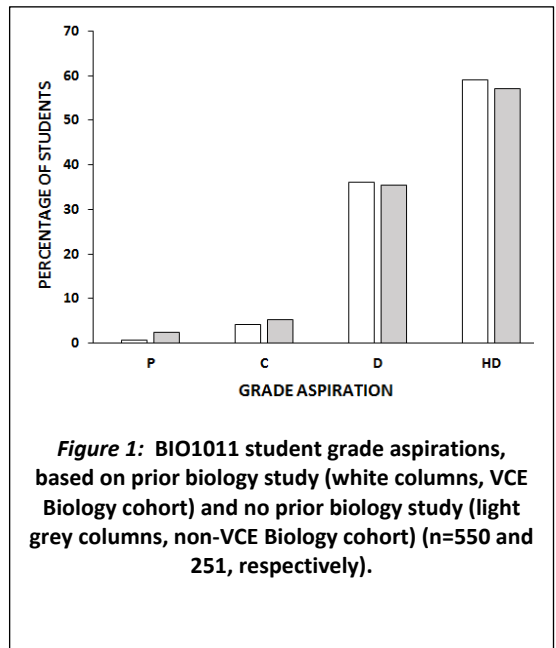 70
60
50
40
30
20
10
0
PERCENTAGE OF STUDENTS
P C D HD
GRADE ASPIRATION
Figure 1: BIO1011 student grade aspirations,
based on prior biology study (white columns, VCE
Biology cohort) and no prior biology study (light
grey columns, non-VCE Biology cohort) (n=550 and
251, respectively).